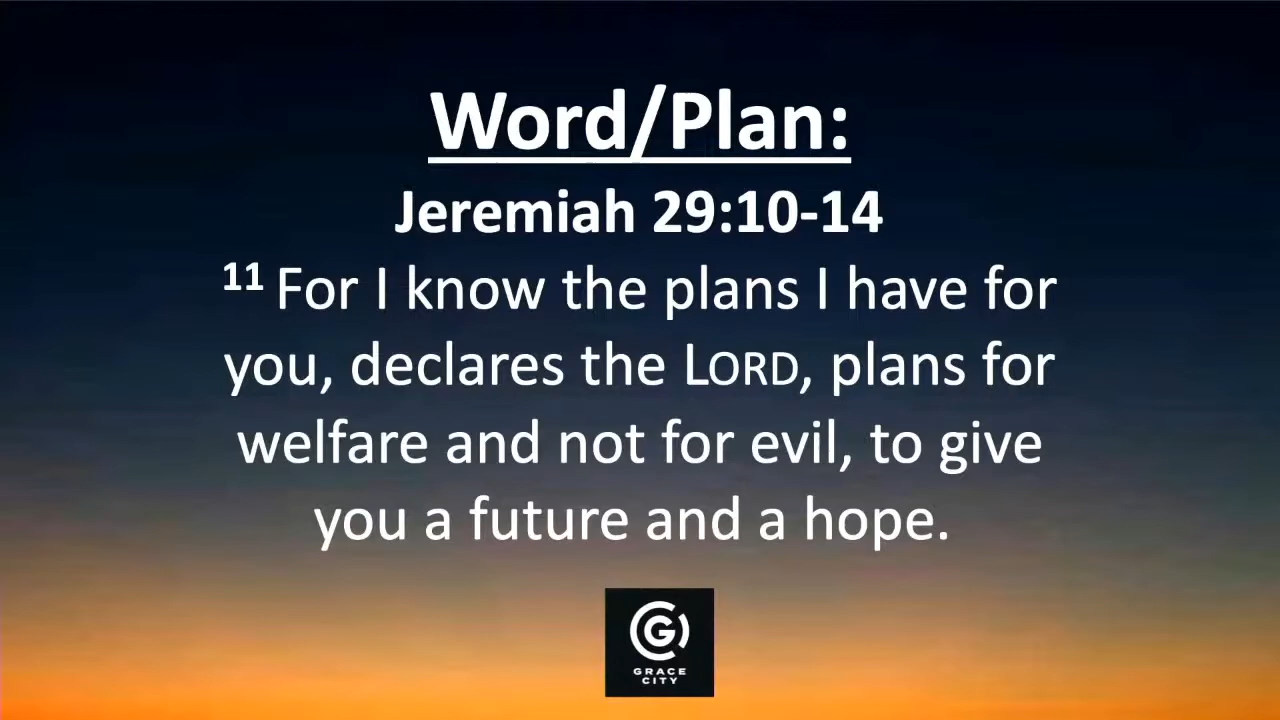 Word/Plan:
Jeremiah 29:10-14
11 For I know the plans I have for
you, declares the LORD, plans for
welfare and not for evil, to give
you a future and a hope.
G
GRACE
CITY